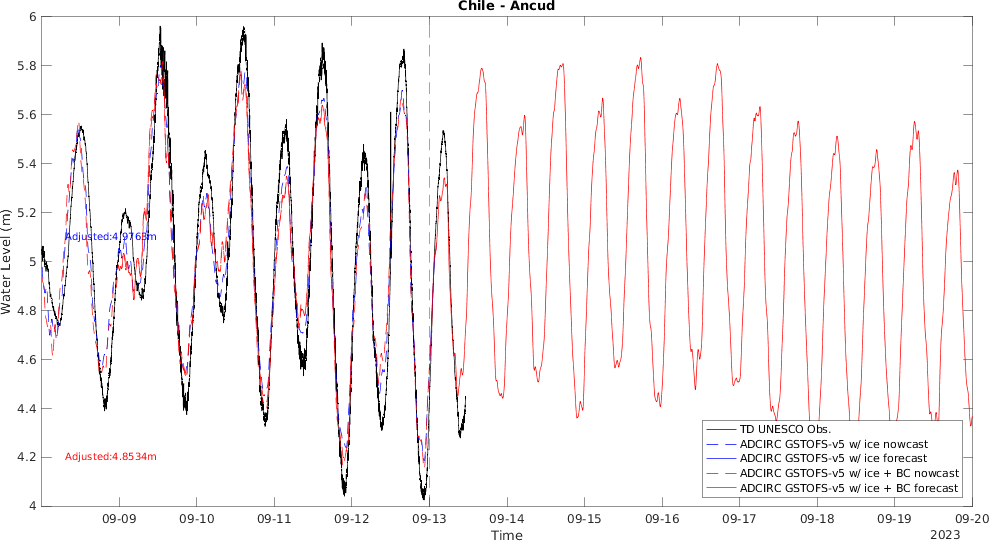 Chile - Ancud
6
5.8
5.6
5.4
5.2
5
4.8
4.6
4.4
4.2
4
Water Level (m)
Adjusted:4.9763m
Adjusted:4.8534m
TD UNESCO Obs.
ADCIRC GSTOFS-v5 w/ ice nowcast
ADCIRC GSTOFS-v5 w/ ice forecast
ADCIRC GSTOFS-v5 w/ ice + BC nowcast
ADCIRC GSTOFS-v5 w/ ice + BC forecast
09-09 09-10 09-11 09-12 09-13 09-14 09-15 09-16 09-17 09-18 09-19 09-20
Time
2023